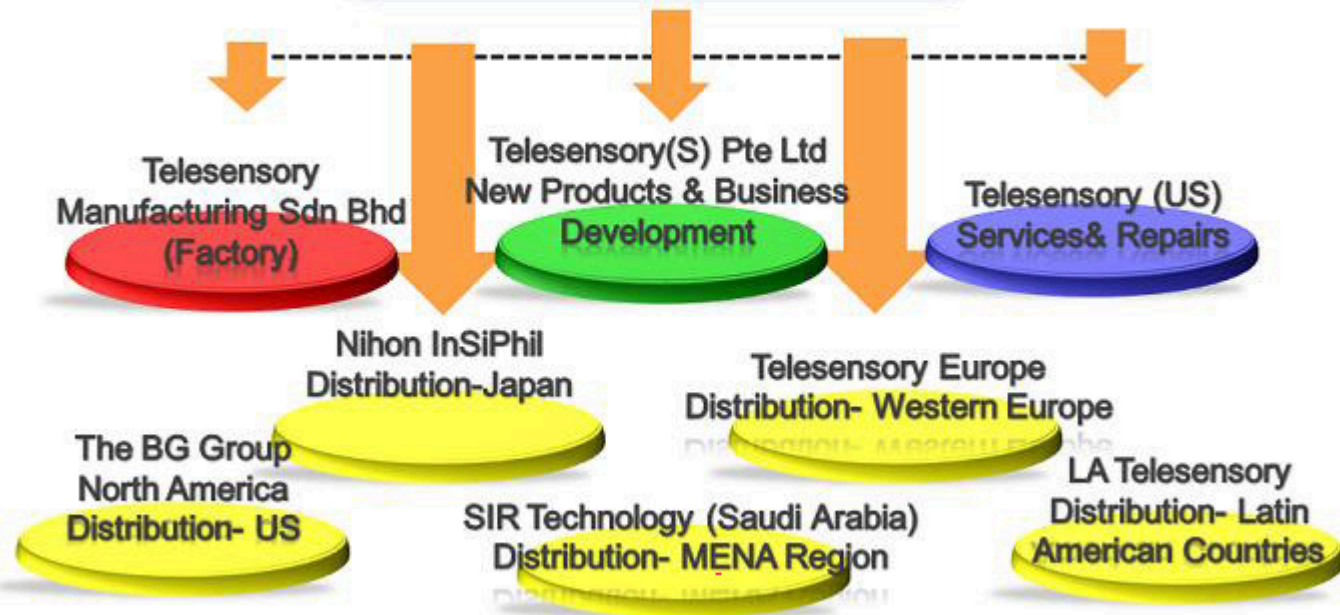 Telesensory
Manufacturing Sdn Bhd
(Factory)
Telesensory(S) Pte Ltd
New Products & Business
Development
Telesensory (US)
Services& Repairs
Nihon InSiPhil
Distribution-Japan
Telesensory Europe
Distribution- Western Europe
The BG Group
North America
Distribution- US
SIR Technology (Saudi Arabia)
Distribution- MENA Region
LA Telesensory
Distribution- Latin
American Countries